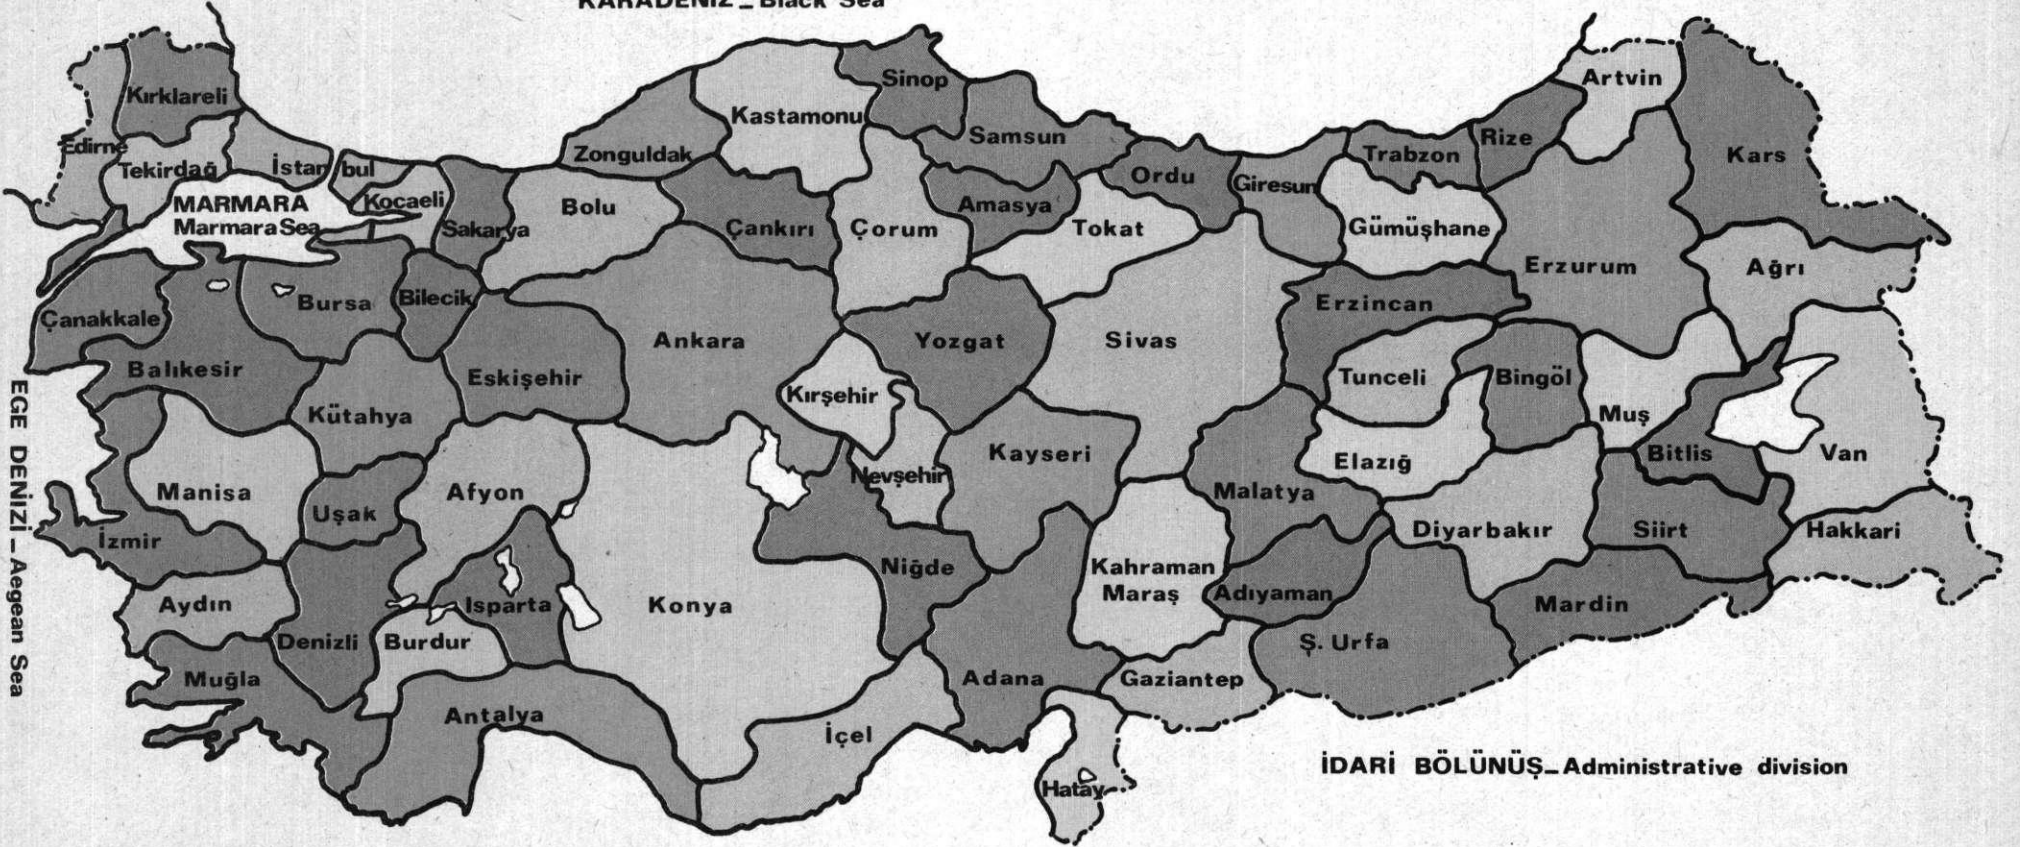 KARADENİZ_Black Sea
Kırklareli
Edirne
Tekirdağ
İstanbul
Kocaeli
MARMARA
Marmara Sea
Sakarya
Bolu
Zonguldak
Kastamonu
Sinop
Çankırı
Çorum
Samsun
Amasya
Tokat
Ordu
Giresun
Trabzon
Gümüşhane
Rize
Artvin
Kars
Erzurum
Ağrı
Çanakkale
Balıkesir
Bursa
Bilecik
Eskişehir
Kütahya
Ankara
Kırşehir
Yozgat
Sivas
Erzincan
Tunceli
Bingöl
Muş
Bitlis
Van
EGE DENİZİ_Aegean Sea
Manisa
Uşak
Afyon
İzmir
Aydın
Denizli
Muğla
Burdur
Isparta
Antalya
Konya
Nevşehir
Niğde
Kayseri
Malatya
Elazığ
Diyarbakır
Siirt
Hakkari
Kahraman
Maraş
Adıyaman
Mardin
Ş. Urfa
Gaziantep
Adana
İçel
Hatay
İDARİ BÖLÜNÜŞ_Administrative division